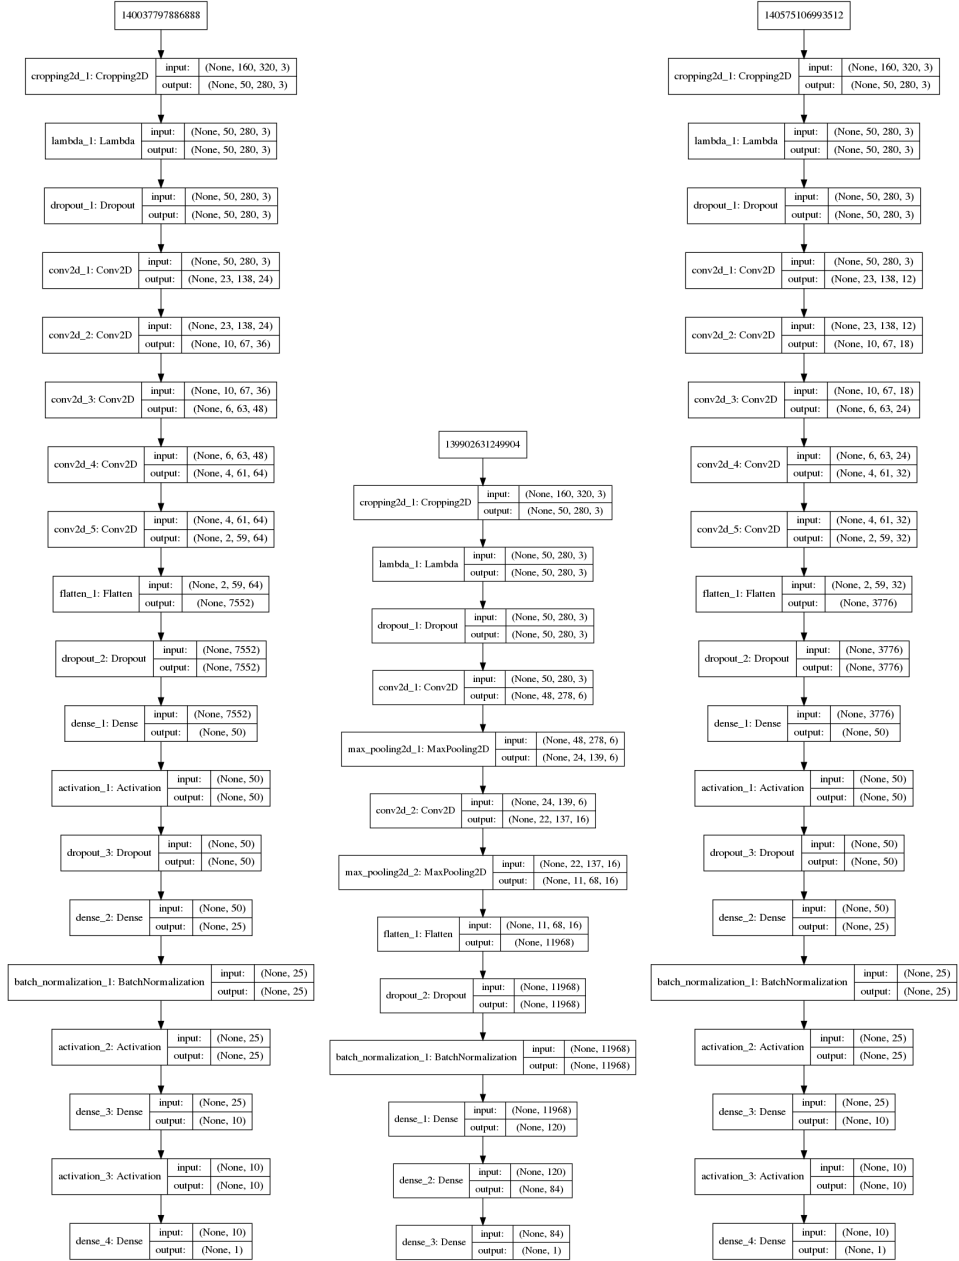 140037797886888
cropping2d_1: Cropping2D
input: (None, 160, 320, 3)
output: (None, 50, 280, 3)
lambda_1: Lambda
input: (None, 50, 280, 3)
output: (None, 50, 280, 3)
dropout_1: Dropout
input: (None, 50, 280, 3)
output: (None, 50, 280, 3)
conv2d_1: Conv2D
input: (None, 50, 280, 3)
output: (None, 23, 138, 24)
conv2d_2: Conv2D
input: (None, 23, 138, 24)
output: (None, 10, 67, 36)
conv2d_3: Conv2D
input: (None, 10, 67, 36)
output: (None, 6, 63, 48)
conv2d_4: Conv2D
input: (None, 6, 63, 48)
output: (None, 4, 61, 64)
conv2d_5: Conv2D
input: (None, 4, 61, 64)
output: (None, 2, 59, 64)
flatten_1: Flatten
input: (None, 2, 59, 64)
output: (None, 7552)
dropout_2: Dropout
input: (None, 7552)
output: (None, 7552)
dense_1: Dense
input: (None, 7552)
output: (None, 50)
activation_1: Activation
input: (None, 50)
output: (None, 50)
dropout_3: Dropout
input: (None, 50)
output: (None, 50)
dense_2: Dense
input: (None, 50)
output: (None, 25)
batch_normalization_1: BatchNormalization
input: (None, 25)
output: (None, 25)
activation_2: Activation
input: (None, 25)
output: (None, 25)
dense_3: Dense
input: (None, 25)
output: (None, 10)
activation_3: Activation
input: (None, 10)
output: (None, 10)
dense_4: Dense
input: (None, 10)
output: (None, 1)
139902631249904
cropping2d_1: Cropping2D
input: (None, 160, 320, 3)
output: (None, 50, 280, 3)
lambda_1: Lambda
input: (None, 50, 280, 3)
output: (None, 50, 280, 3)
dropout_1: Dropout
input: (None, 50, 280, 3)
output: (None, 50, 280, 3)
conv2d_1: Conv2D
input: (None, 50, 280, 3)
output: (None, 48, 278, 6)
max_pooling2d_1: MaxPooling2D
input: (None, 48, 278, 6)
output: (None, 24, 139, 6)
conv2d_2: Conv2D
input: (None, 24, 139, 6)
output: (None, 22, 137, 16)
max_pooling2d_2: MaxPooling2D
input: (None, 22, 137, 16)
output: (None, 11, 68, 16)
flatten_1: Flatten
input: (None, 11, 68, 16)
output: (None, 11968)
dropout_2: Dropout
input: (None, 11968)
output: (None, 11968)
batch_normalization_1: BatchNormalization
input: (None, 11968)
output: (None, 11968)
dense_1: Dense
input: (None, 11968)
output: (None, 120)
dense_2: Dense
input: (None, 120)
output: (None, 84)
dense_3: Dense
input: (None, 84)
output: (None, 1)
140575106993512
cropping2d_1: Cropping2D
input: (None, 160, 320, 3)
output: (None, 50, 280, 3)
lambda_1: Lambda
input: (None, 50, 280, 3)
output: (None, 50, 280, 3)
dropout_1: Dropout
input: (None, 50, 280, 3)
output: (None, 50, 280, 3)
conv2d_1: Conv2D
input: (None, 50, 280, 3)
output: (None, 23, 138, 12)
conv2d_2: Conv2D
input: (None, 23, 138, 12)
output: (None, 10, 67, 18)
conv2d_3: Conv2D
input: (None, 10, 67, 18)
output: (None, 6, 63, 24)
conv2d_4: Conv2D
input: (None, 6, 63, 24)
output: (None, 4, 61, 32)
conv2d_5: Conv2D
input: (None, 4, 61, 32)
output: (None, 2, 59, 32)
flatten_1: Flatten
input: (None, 2, 59, 32)
output: (None, 3776)
dropout_2: Dropout
input: (None, 3776)
output: (None, 3776)
dense_1: Dense
input: (None, 3776)
output: (None, 50)
activation_1: Activation
input: (None, 50)
output: (None, 50)
dropout_3: Dropout
input: (None, 50)
output: (None, 50)
dense_2: Dense
input: (None, 50)
output: (None, 25)
batch_normalization_1: BatchNormalization
input: (None, 25)
output: (None, 25)
activation_2: Activation
input: (None, 25)
output: (None, 25)
dense_3: Dense
input: (None, 25)
output: (None, 10)
activation_3: Activation
input: (None, 10)
output: (None, 10)
dense_4: Dense
input: (None, 10)
output: (None, 1)